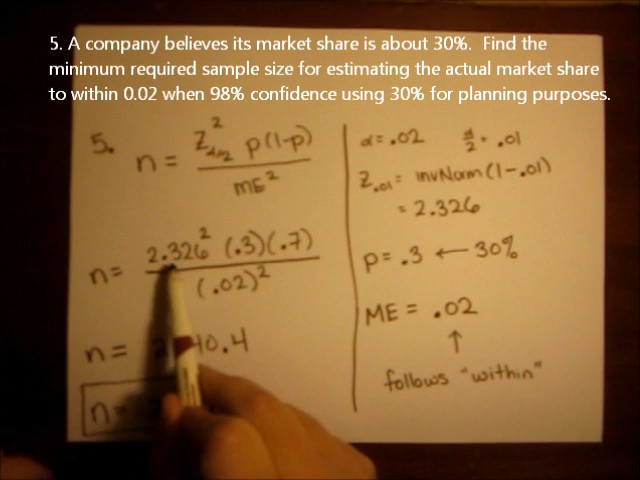 5. A company believes its market share is about 30%. Find the
minimum required sample size for estimating the actual market share
to within 0.02 when 98% confidence using 30% for planning purposes.
5.
n = Z²α/2 p(1-p)
ME²
n = 2.326² (.3)(.7)
(.02)²
n = 40.4
n =
α = .02 α/2 = .01
Z.01 = invNorm(1-.01)
= 2.326
p = .3 ← 30%
ME = .02
↑
follows "within"